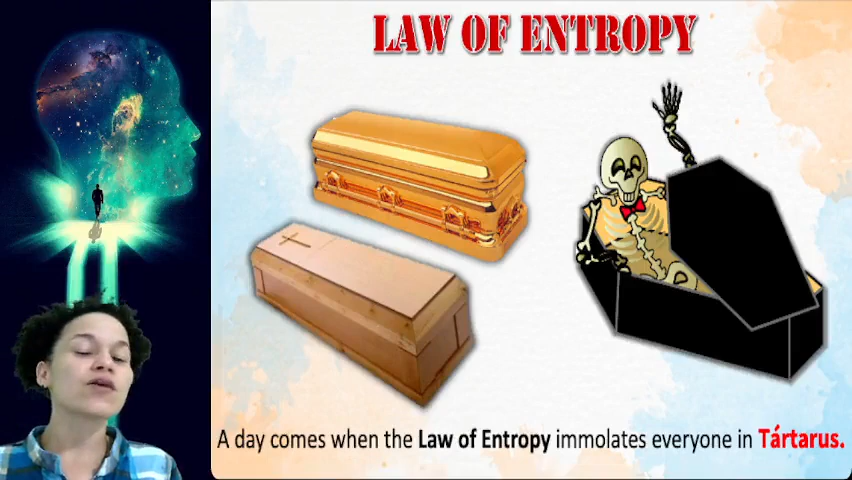 LAW OF ENTROPY
A day comes when the Law of Entropy immolates everyone in Tártarus.